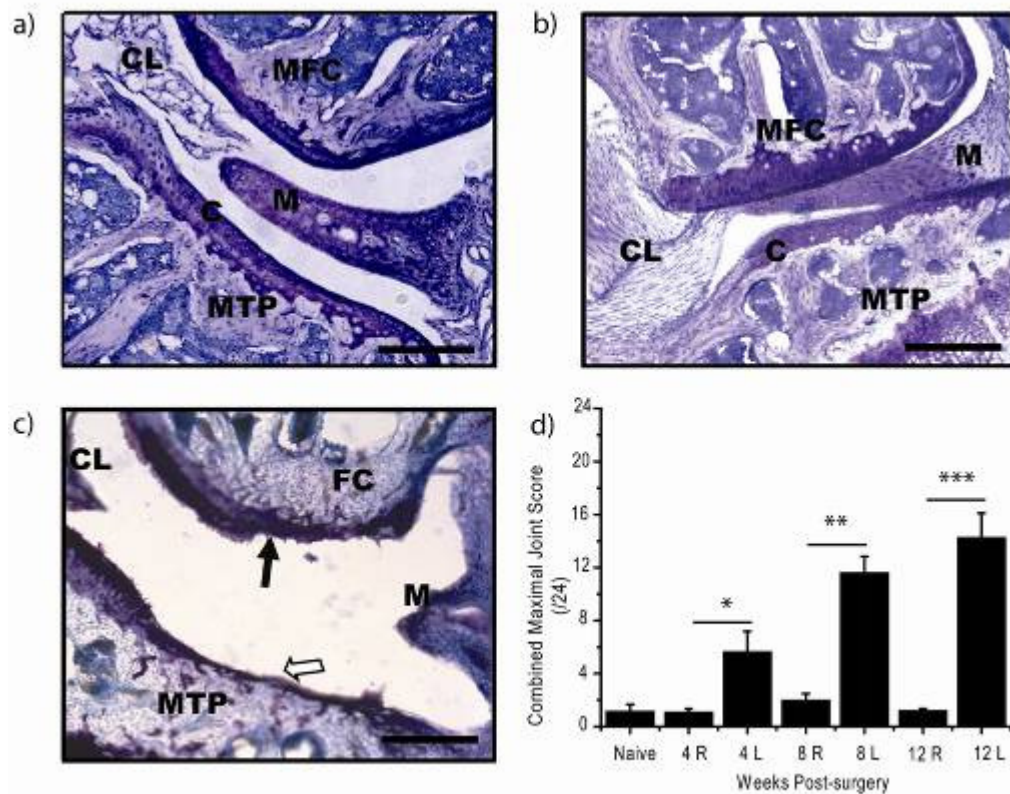 a)
CL
MFC
M
C
MTP
b)
MFC
M
CL
C
MTP
c)
CL
FC
M
MTP
d)
Combined Maximal Joint Score
(/24)
24
20
16
12
8
4
0
*
**
***
Naive 4 R 4 L 8 R 8 L 12 R 12 L
Weeks Post-surgery